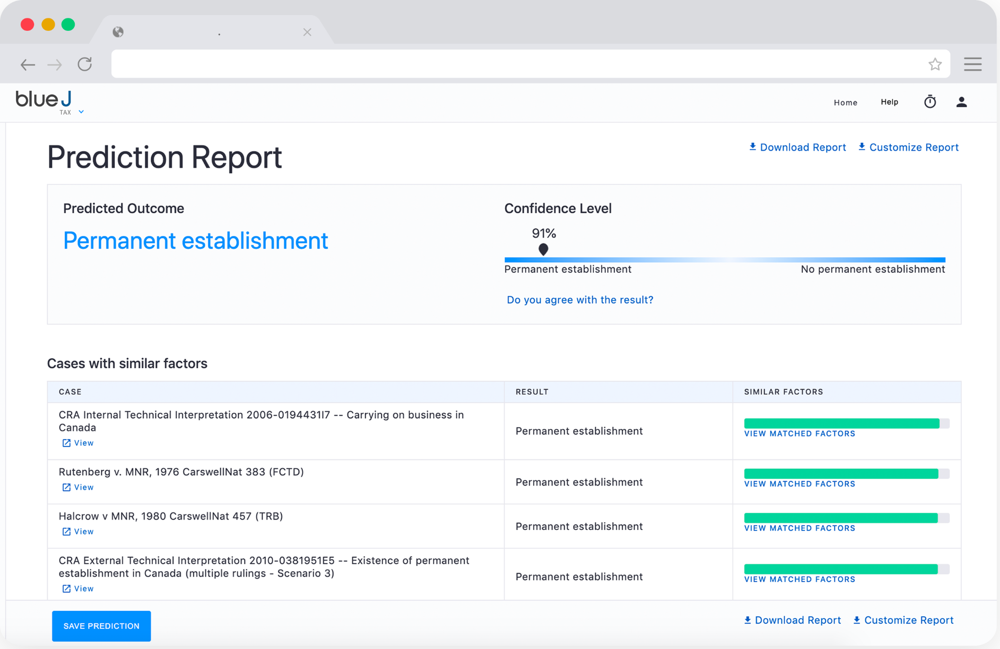 blue J
TAX
Home
Help
Prediction Report
Download Report
Customize Report
Predicted Outcome
Permanent establishment
Confidence Level
91%
Permanent establishment
No permanent establishment
Do you agree with the result?
Cases with similar factors
CASE
RESULT
SIMILAR FACTORS
CRA Internal Technical Interpretation 2006-0194431I7 -- Carrying on business in
Canada
View
Permanent establishment
VIEW MATCHED FACTORS
Rutenberg v. MNR, 1976 CarswellNat 383 (FCTD)
View
Permanent establishment
VIEW MATCHED FACTORS
Halcrow v MNR, 1980 CarswellNat 457 (TRB)
View
Permanent establishment
VIEW MATCHED FACTORS
CRA External Technical Interpretation 2010-0381951E5 -- Existence of permanent
establishment in Canada (multiple rulings - Scenario 3)
View
Permanent establishment
VIEW MATCHED FACTORS
SAVE PREDICTION
Download Report
Customize Report